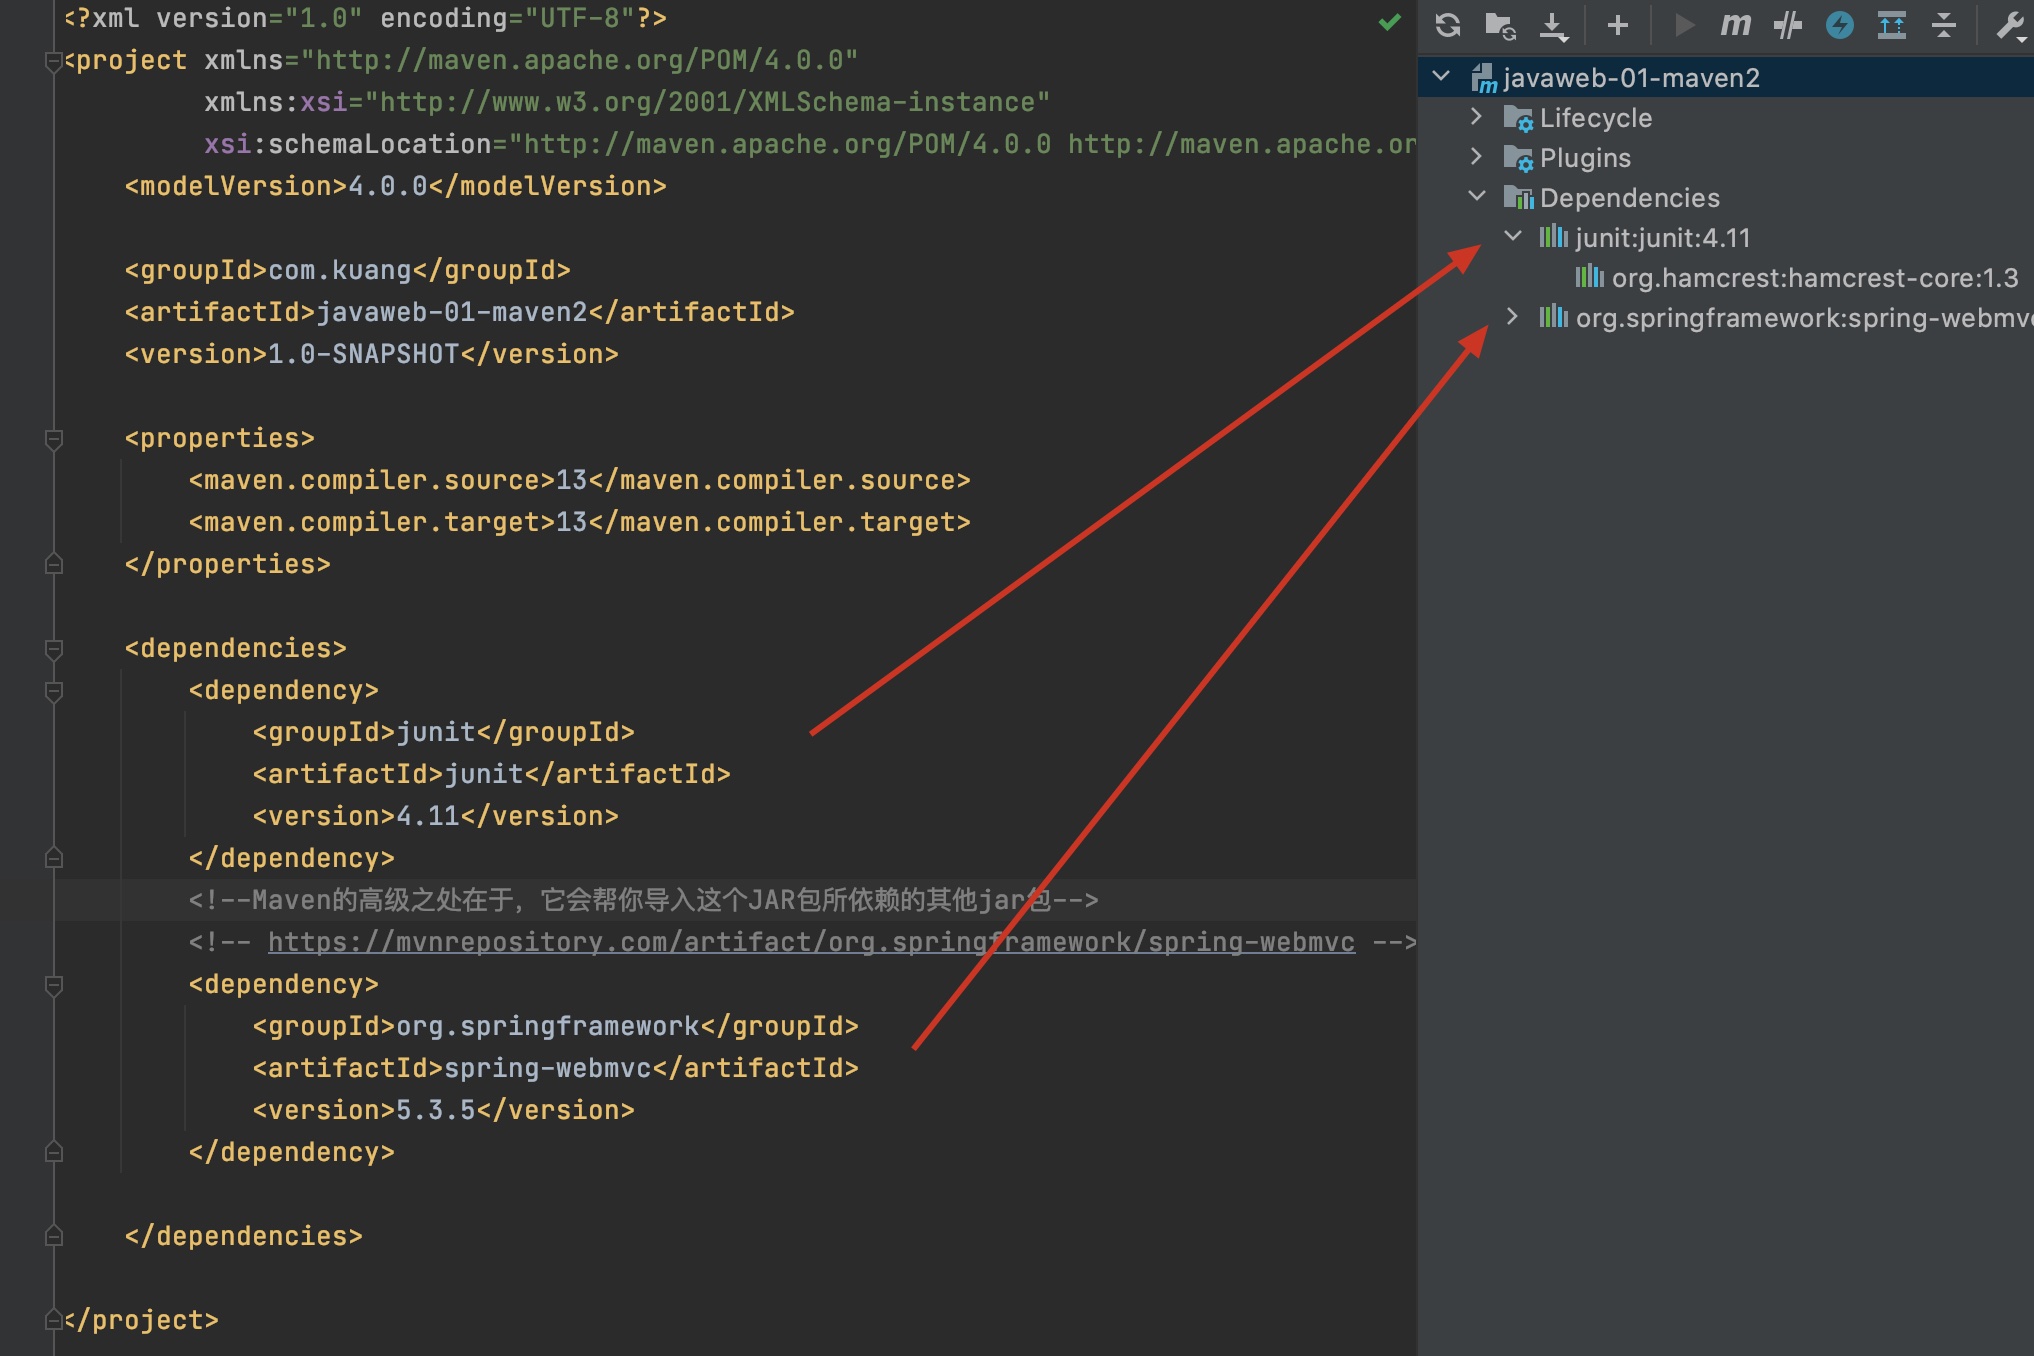 <?xml version="1.0" encoding="UTF-8"?>
<project xmlns="http://maven.apache.org/POM/4.0.0"
xmlns:xsi="http://www.w3.org/2001/XMLSchema-instance"
xsi:schemaLocation="http://maven.apache.org/POM/4.0.0 http://maven.apache.or
<modelVersion>4.0.0</modelVersion>
<groupId>com.kuang</groupId>
<artifactId>javaweb-01-maven2</artifactId>
<version>1.0-SNAPSHOT</version>
<properties>
<maven.compiler.source>13</maven.compiler.source>
<maven.compiler.target>13</maven.compiler.target>
</properties>
<dependencies>
<dependency>
<groupId>junit</groupId>
<artifactId>junit</artifactId>
<version>4.11</version>
</dependency>
<!--Maven的高级之处在于，它会帮你导入这个JAR包所依赖的其他jar包-->
<!-- https://mvnrepository.com/artifact/org.springframework/spring-webmvc -->
<dependency>
<groupId>org.springframework</groupId>
<artifactId>spring-webmvc</artifactId>
<version>5.3.5</version>
</dependency>
</dependencies>
</project>
m
javaweb-01-maven2
Lifecycle
Plugins
Dependencies
junit:junit:4.11
org.hamcrest:hamcrest-core:1.3
org.springframework:spring-webmv